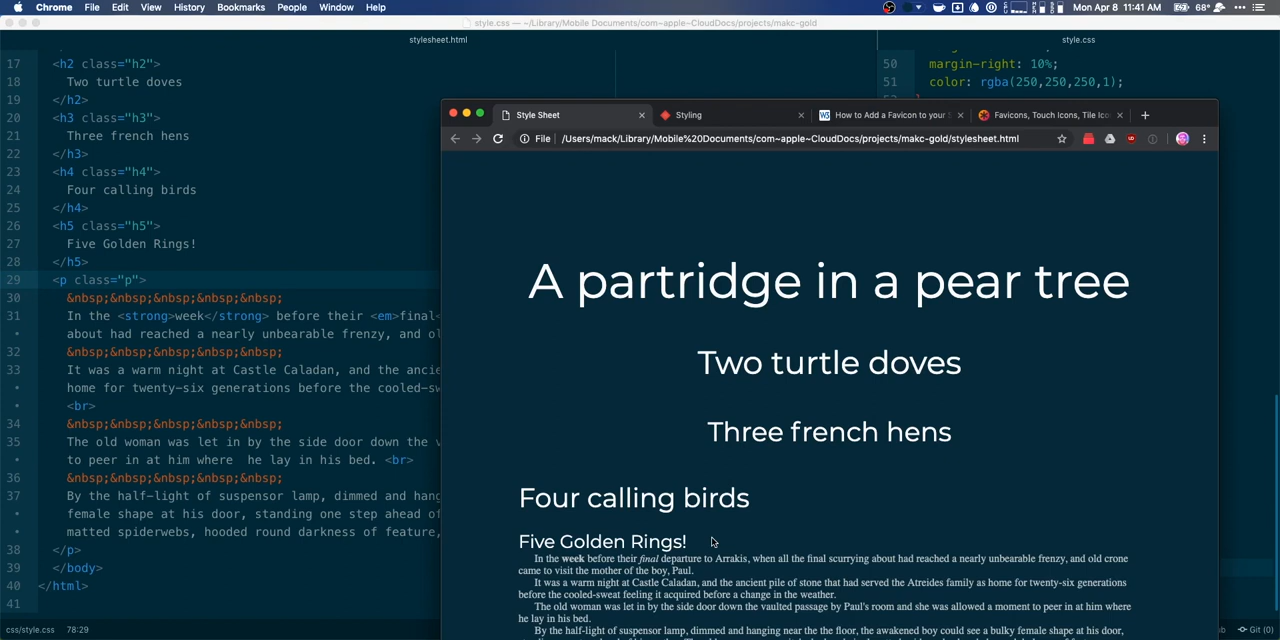 Chrome File Edit View History Bookmarks People Window Help Mon Apr 8 11:41 AM 68°
style.css — ~/Library/Mobile Documents/com~apple~CloudDocs/projects/makc-gold
stylesheet.html
style.css
17 <h2 class="h2">
18 Two turtle doves
19 </h2>
20 <h3 class="h3">
21 Three french hens
22 </h3>
23 <h4 class="h4">
24 Four calling birds
25 </h4>
26 <h5 class="h5">
27 Five Golden Rings!
28 </h5>
29 <p class="p">
30 &nbsp;&nbsp;&nbsp;&nbsp;&nbsp;
31 In the <strong>week</strong> before their <em>final<
about had reached a nearly unbearable frenzy, and ol
32 &nbsp;&nbsp;&nbsp;&nbsp;&nbsp;
33 It was a warm night at Castle Caladan, and the ancie
home for twenty-six generations before the cooled-sw
<br>
34 &nbsp;&nbsp;&nbsp;&nbsp;&nbsp;
35 The old woman was let in by the side door down the v
to peer in at him where he lay in his bed. <br>
36 &nbsp;&nbsp;&nbsp;&nbsp;&nbsp;
37 By the half-light of suspensor lamp, dimmed and hang
female shape at his door, standing one step ahead of
matted spiderwebs, hooded round darkness of feature,
38 </p>
39 </body>
40 </html>
41
css/style.css 78:29
50 margin-right: 10%;
51 color: rgba(250,250,250,1);
Style Sheet
Styling
How to Add a Favicon to your S
Favicons, Touch Icons, Tile Ico
File /Users/mack/Library/Mobile%20Documents/com~apple~CloudDocs/projects/makc-gold/stylesheet.html
A partridge in a pear tree
Two turtle doves
Three french hens
Four calling birds
Five Golden Rings!
In the week before their final departure to Arrakis, when all the final scurrying about had reached a nearly unbearable frenzy, and old crone
came to visit the mother of the boy, Paul.
It was a warm night at Castle Caladan, and the ancient pile of stone that had served the Atreides family as home for twenty-six generations
before the cooled-sweat feeling it acquired before a change in the weather.
The old woman was let in by the side door down the vaulted passage by Paul's room and she was allowed a moment to peer in at him where
he lay in his bed.
By the half-light of suspensor lamp, dimmed and hanging near the the floor, the awakened boy could see a bulky female shape at his door,
Git (0)